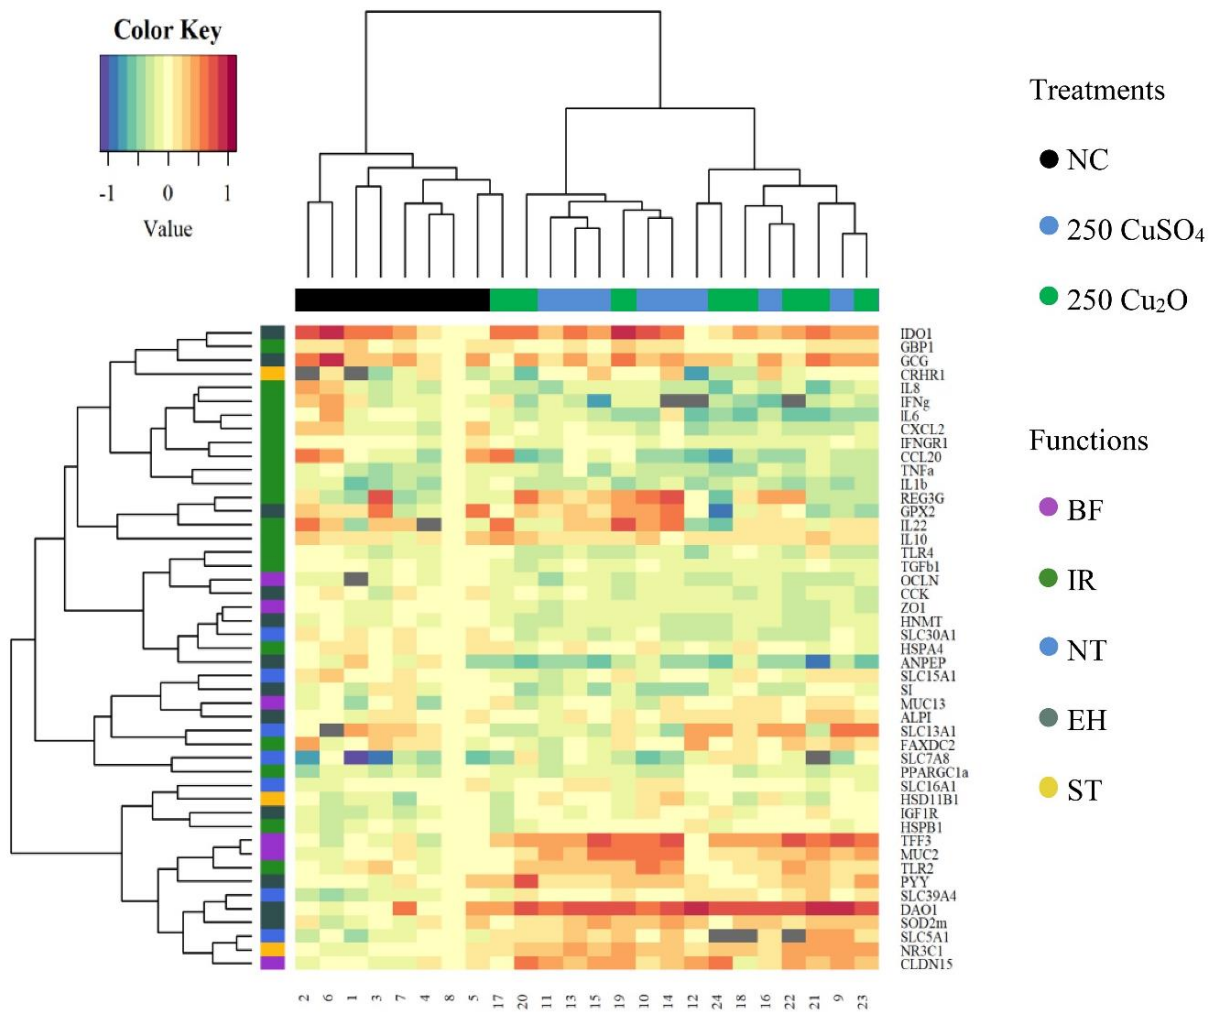 Color Key
-1 0 1
Value
Treatments
NC
250 CuSO4
250 Cu2O
Functions
BF
IR
NT
EH
ST
IDO1
GBP1
GCG
CRHR1
IL8
IFNg
IL6
CXCL2
IFNGR1
CCL20
TNFa
IL1b
REG3G
GPX2
IL22
IL10
TLR4
TGFb1
OCLN
CCK
ZO1
HNMT
SLC30A1
HSPA4
ANPEP
SLC15A1
SI
MUC13
ALPI
SLC13A1
FAXDC2
SLC7A8
PPARGC1a
SLC16A1
HSD11B1
IGF1R
HSPB1
TFF3
MUC2
TLR2
PYY
SLC39A4
DAO1
SOD2m
SLC5A1
NR3C1
CLDN15
2 6 1 3 7 4 8 5 17 20 11 13 15 19 10 14 12 24 18 16 22 21 9 23